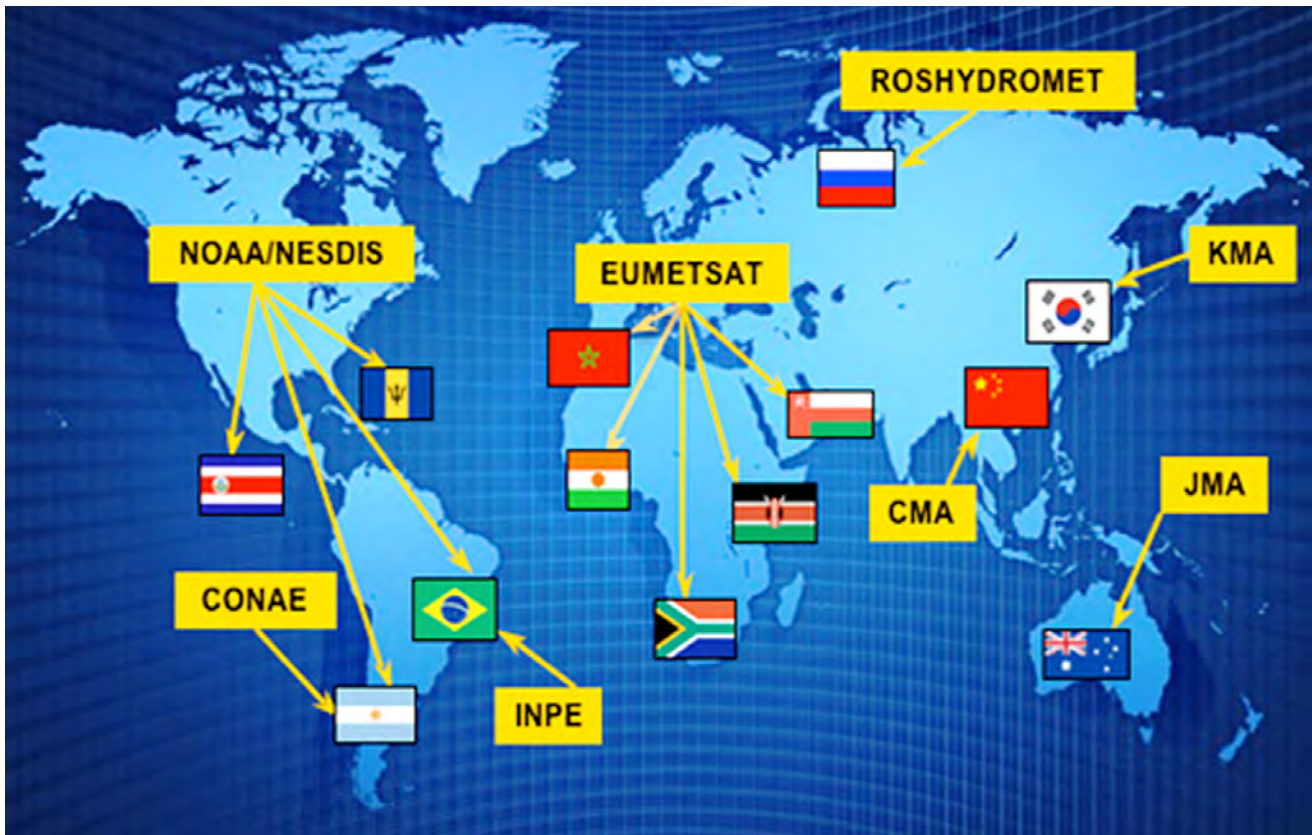 ROSHYDROMET
NOAA/NESDIS
EUMETSAT
KMA
CMA
JMA
CONAE
INPE